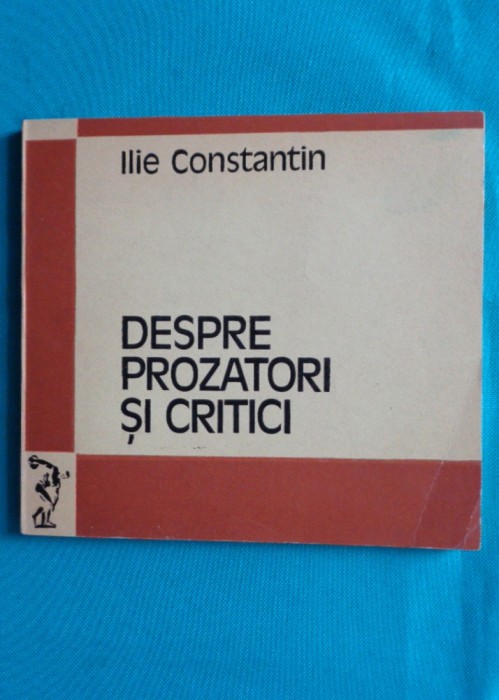 Ilie Constantin
DESPRE
PROZATORI
ȘI CRITICI